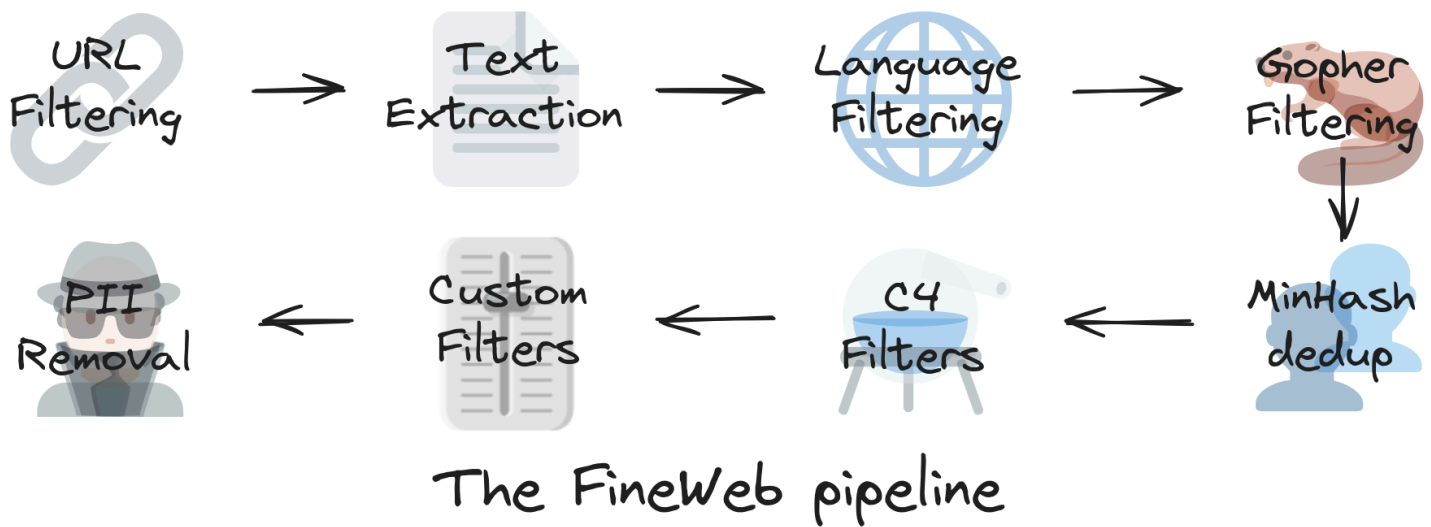 URL
Filtering
Text
Extraction
Language
Filtering
Gopher
Filtering
MinHash
dedup
C4
Filters
Custom
Filters
PII
Removal
The FineWeb pipeline